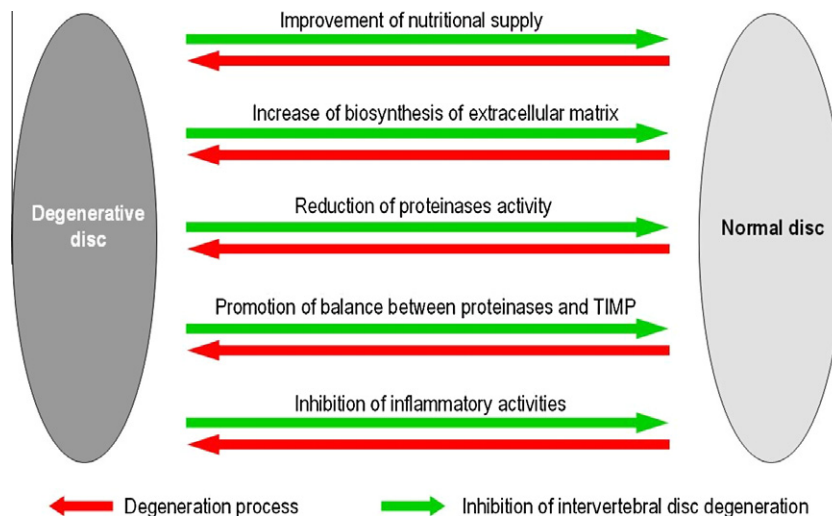 Improvement of nutritional supply
Increase of biosynthesis of extracellular matrix
Degenerative
disc
Reduction of proteinases activity
Normal disc
Promotion of balance between proteinases and TIMP
Inhibition of inflammatory activities
Degeneration process
Inhibition of intervertebral disc degeneration